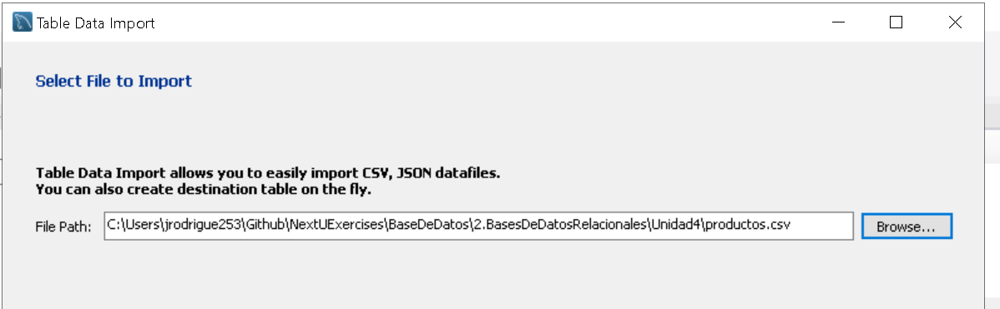 Table Data Import
Select File to Import
Table Data Import allows you to easily import CSV, JSON datafiles.
You can also create destination table on the fly.
File Path: C:\Users\jrodrigue253\Github\NextUExercises\BaseDeDatos\2.BasesDeDatosRelacionales\Unidad4\productos.csv Browse...